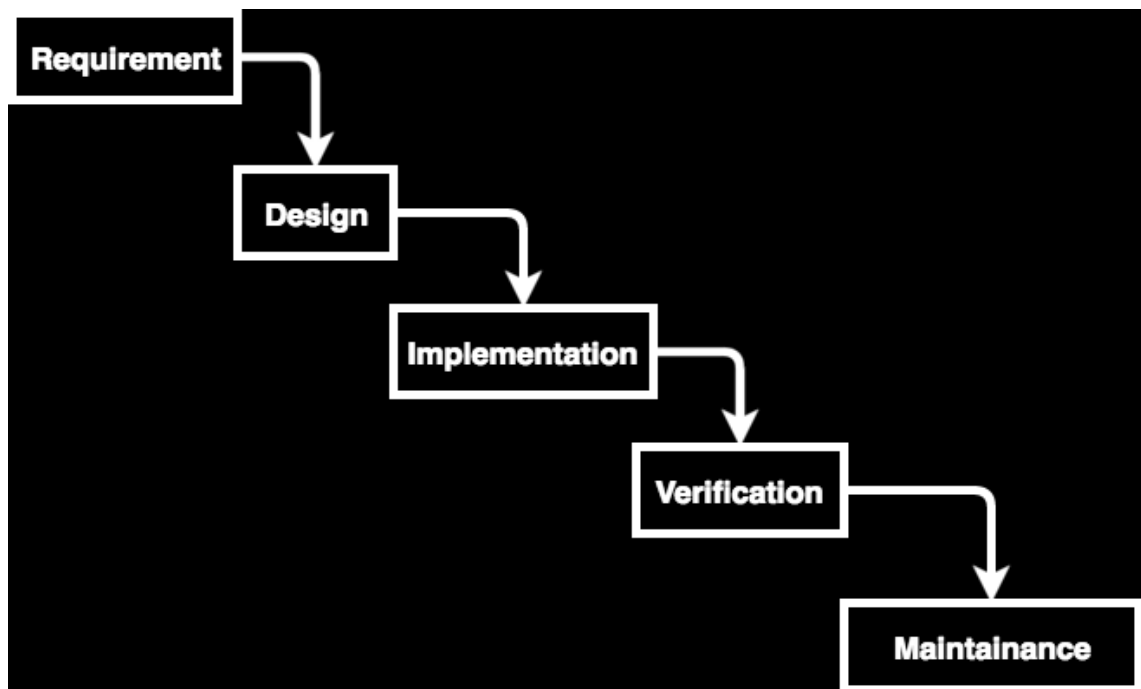 Requirement
Design
Implementation
Verification
Maintainance